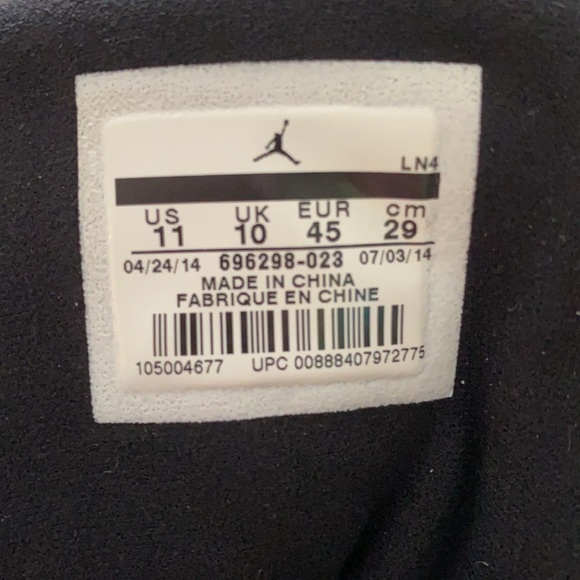 LN4
US UK EUR cm
11 10 45 29
04/24/14 696298-023 07/03/14
MADE IN CHINA
FABRIQUE EN CHINE
105004677 UPC 00888407972775